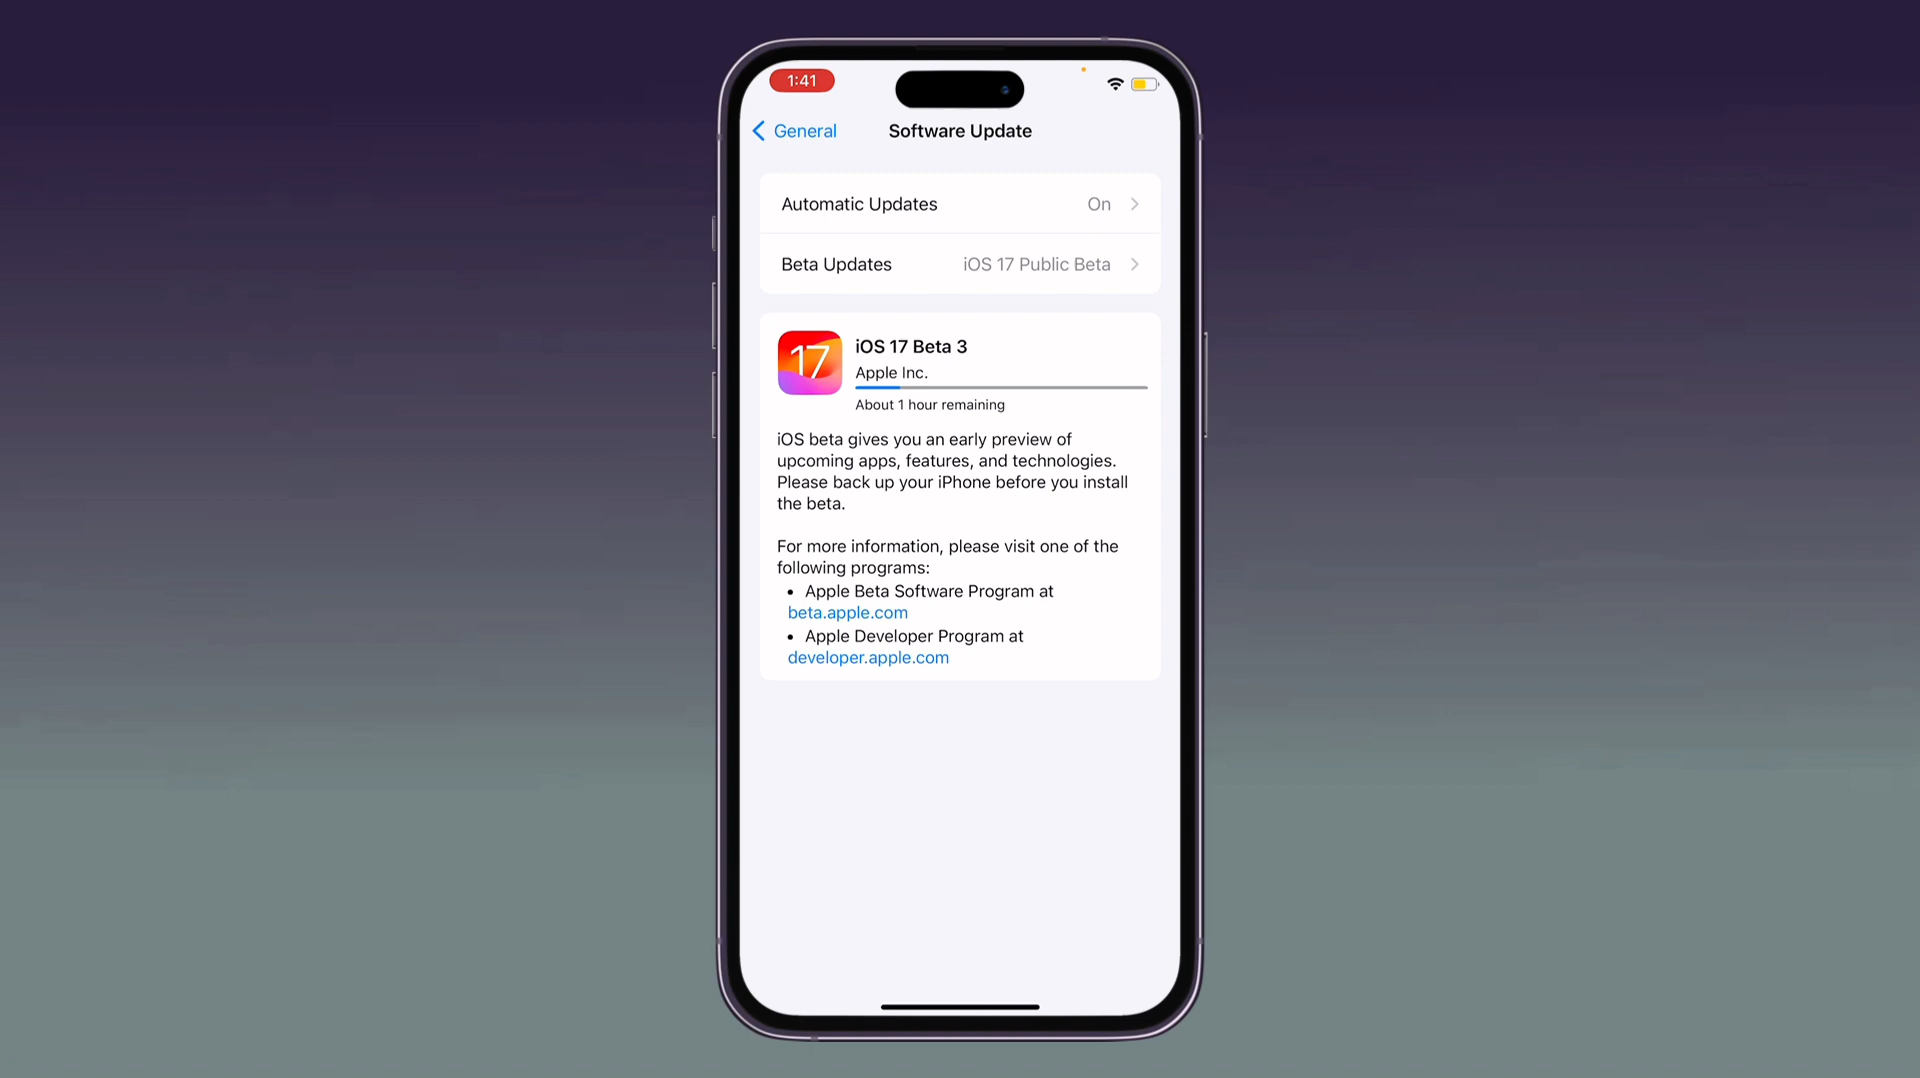 1:41
General
Software Update
Automatic Updates On
Beta Updates iOS 17 Public Beta
17
iOS 17 Beta 3
Apple Inc.
About 1 hour remaining
iOS beta gives you an early preview of
upcoming apps, features, and technologies.
Please back up your iPhone before you install
the beta.
For more information, please visit one of the
following programs:
• Apple Beta Software Program at
beta.apple.com
• Apple Developer Program at
developer.apple.com